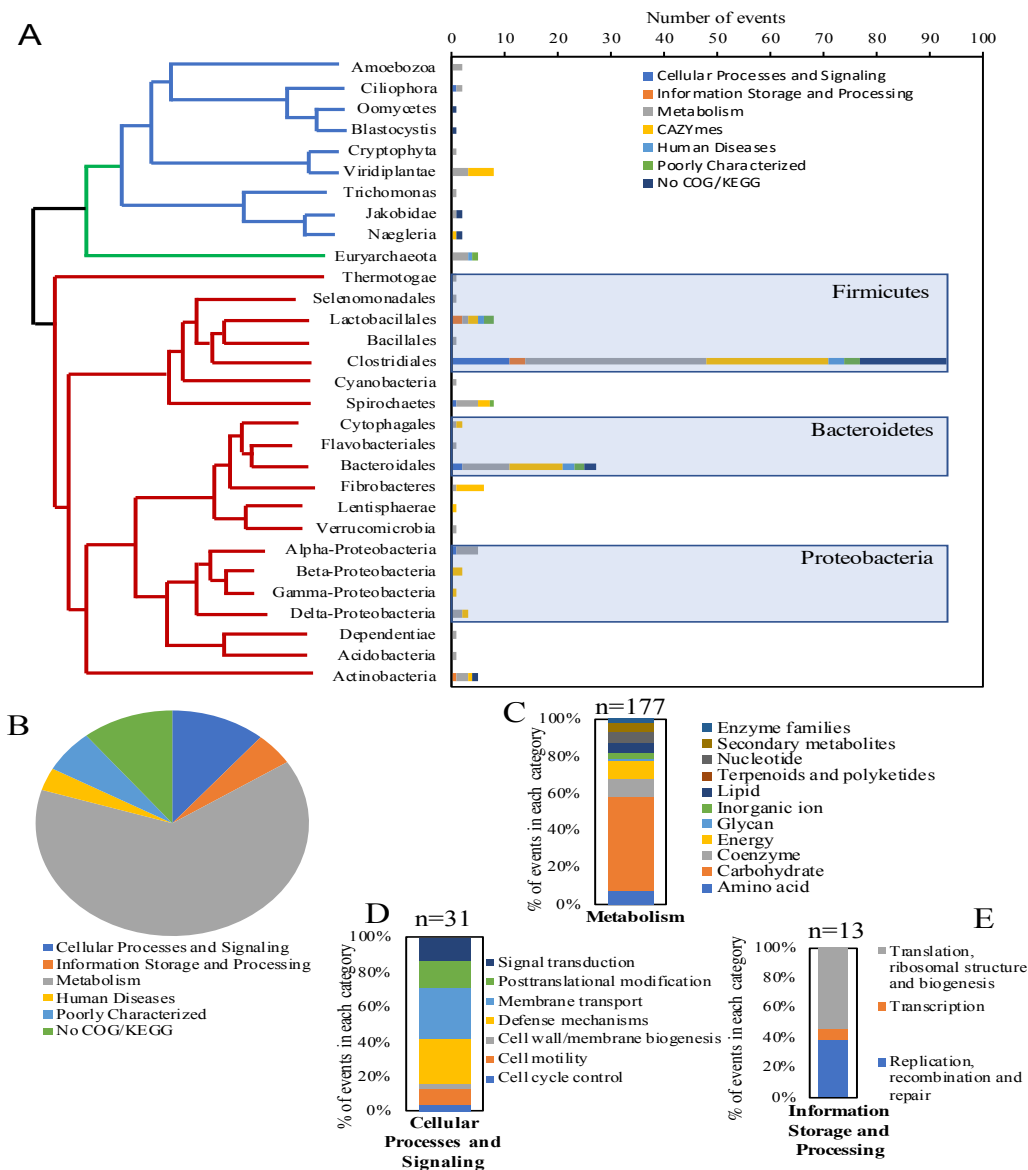 A
Number of events
0 10 20 30 40 50 60 70 80 90 100
Amoebozoa
Ciliophora
Oomycetes
Blastocystis
Cryptophyta
Viridiplantae
Trichomonas
Jakobidae
Naegleria
Euryarchaeota
Thermotogae
Selenomonadales
Lactobacillales
Bacillales
Clostridiales
Cyanobacteria
Spirochaetes
Cytophagales
Flavobacteriales
Bacteroidales
Fibrobacteres
Lentisphaerae
Verrucomicrobia
Alpha-Proteobacteria
Beta-Proteobacteria
Gamma-Proteobacteria
Delta-Proteobacteria
Dependentiae
Acidobacteria
Actinobacteria
Cellular Processes and Signaling
Information Storage and Processing
Metabolism
CAZYmes
Human Diseases
Poorly Characterized
No COG/KEGG
Firmicutes
Bacteroidetes
Proteobacteria
B
Cellular Processes and Signaling
Information Storage and Processing
Metabolism
Human Diseases
Poorly Characterized
No COG/KEGG
C
n=177
% of events in each category
100%
80%
60%
40%
20%
0%
Metabolism
Enzyme families
Secondary metabolites
Nucleotide
Terpenoids and polyketides
Lipid
Inorganic ion
Glycan
Energy
Coenzyme
Carbohydrate
Amino acid
D
n=31
% of events in each category
100%
80%
60%
40%
20%
0%
Cellular
Processes and
Signaling
Signal transduction
Posttranslational modification
Membrane transport
Defense mechanisms
Cell wall/membrane biogenesis
Cell motility
Cell cycle control
E
n=13
% of events in each category
100%
80%
60%
40%
20%
0%
Information
Storage and
Processing
Translation,
ribosomal structure
and biogenesis
Transcription
Replication,
recombination and
repair